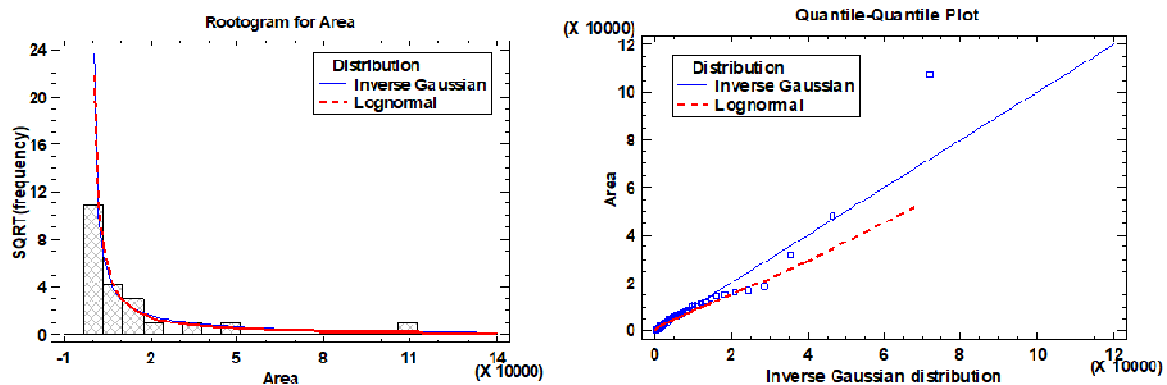 Rootogram for Area
24
20
16
12
8
4
0
SQRT(frequency)
Distribution
Inverse Gaussian
Lognormal
-1 2 5 8 11 14
(X 10000)
Area
Quantile-Quantile Plot
(X 10000)
12
10
8
6
4
2
0
Area
Distribution
Inverse Gaussian
Lognormal
0 2 4 6 8 10 12
(X 10000)
Inverse Gaussian distribution